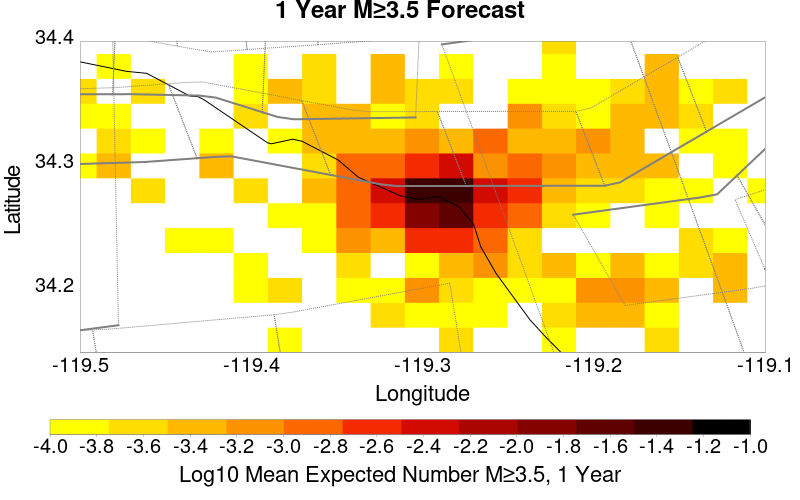 1 Year M≥3.5 Forecast
34.4
34.3
34.2
Latitude
-119.5 -119.4 -119.3 -119.2 -119.1
Longitude
-4.0 -3.8 -3.6 -3.4 -3.2 -3.0 -2.8 -2.6 -2.4 -2.2 -2.0 -1.8 -1.6 -1.4 -1.2 -1.0
Log10 Mean Expected Number M≥3.5, 1 Year